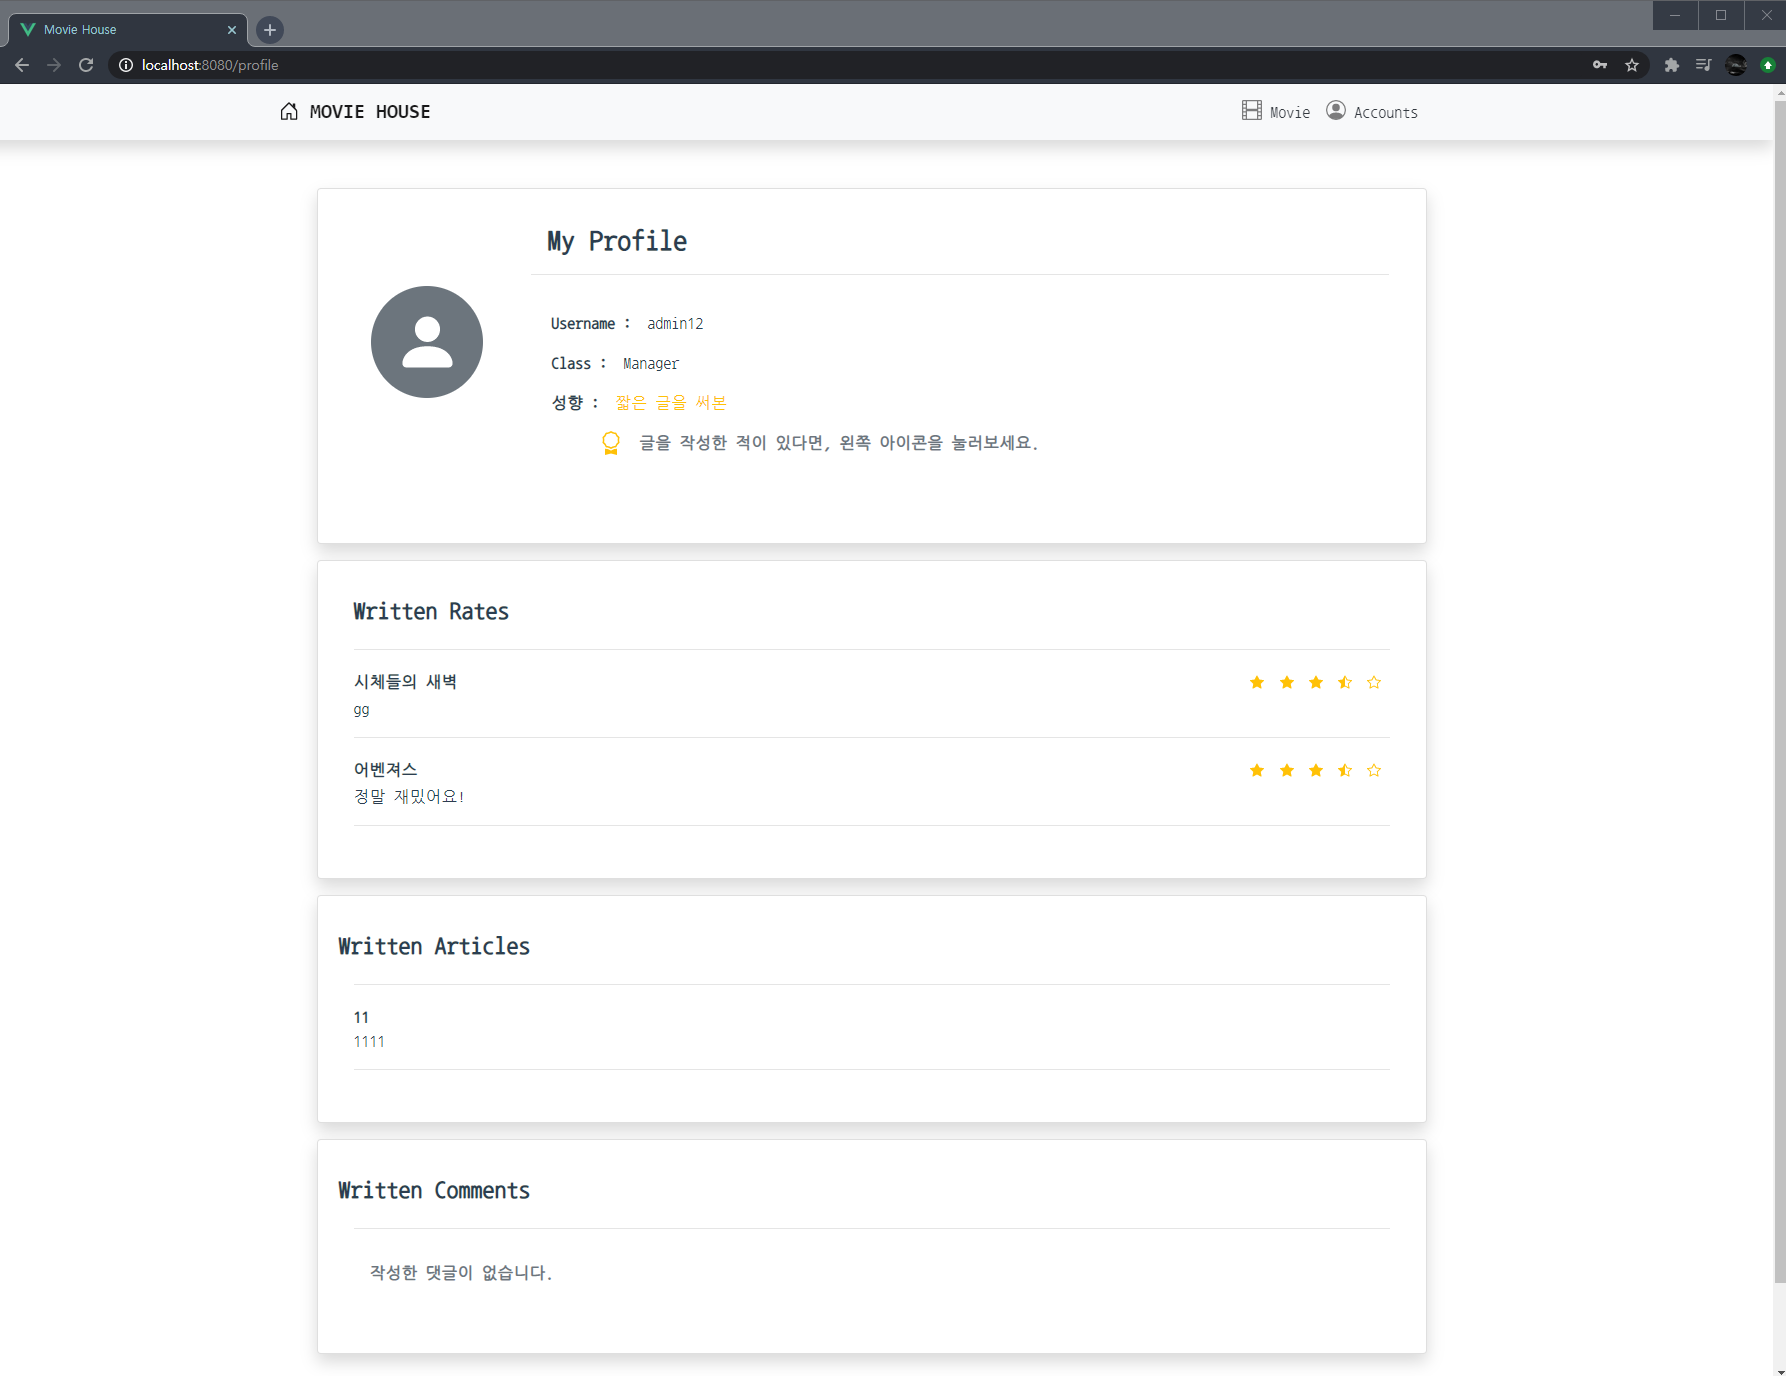 Movie House
localhost:8080/profile
MOVIE HOUSE
Movie
Accounts
My Profile
Username : admin12
Class : Manager
성향 : 짧은 글을 써본
글을 작성한 적이 있다면, 왼쪽 아이콘을 눌러보세요.
Written Rates
시체들의 새벽
gg
어벤져스
정말 재밌어요!
Written Articles
11
1111
Written Comments
작성한 댓글이 없습니다.